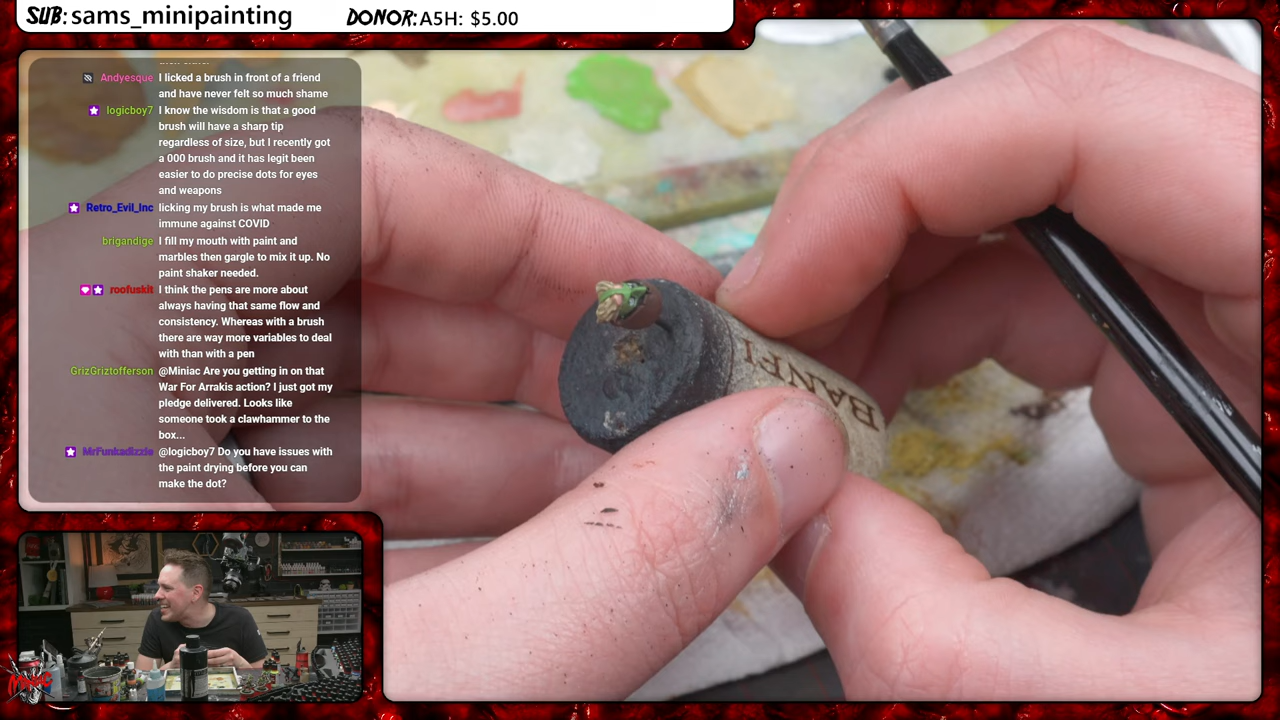 SUB: sams_minipainting
DONOR: A5H: $5.00
Andyesque I licked a brush in front of a friend
and have never felt so much shame
logicboy7 I know the wisdom is that a good
brush will have a sharp tip
regardless of size, but I recently got
a 000 brush and it has legit been
easier to do precise dots for eyes
and weapons
Retro_Evil_Inc licking my brush is what made me
immune against COVID
brigandige I fill my mouth with paint and
marbles then gargle to mix it up. No
paint shaker needed.
roofuskit I think the pens are more about
always having that same flow and
consistency. Whereas with a brush
there are way more variables to deal
with than with a pen
GrizGriztofferson @Miniac Are you getting in on that
War For Arrakis action? I just got my
pledge delivered. Looks like
someone took a clawhammer to the
box...
MrFunkadizzle @logicboy7 Do you have issues with
the paint drying before you can
make the dot?
BANFI
MINIAC